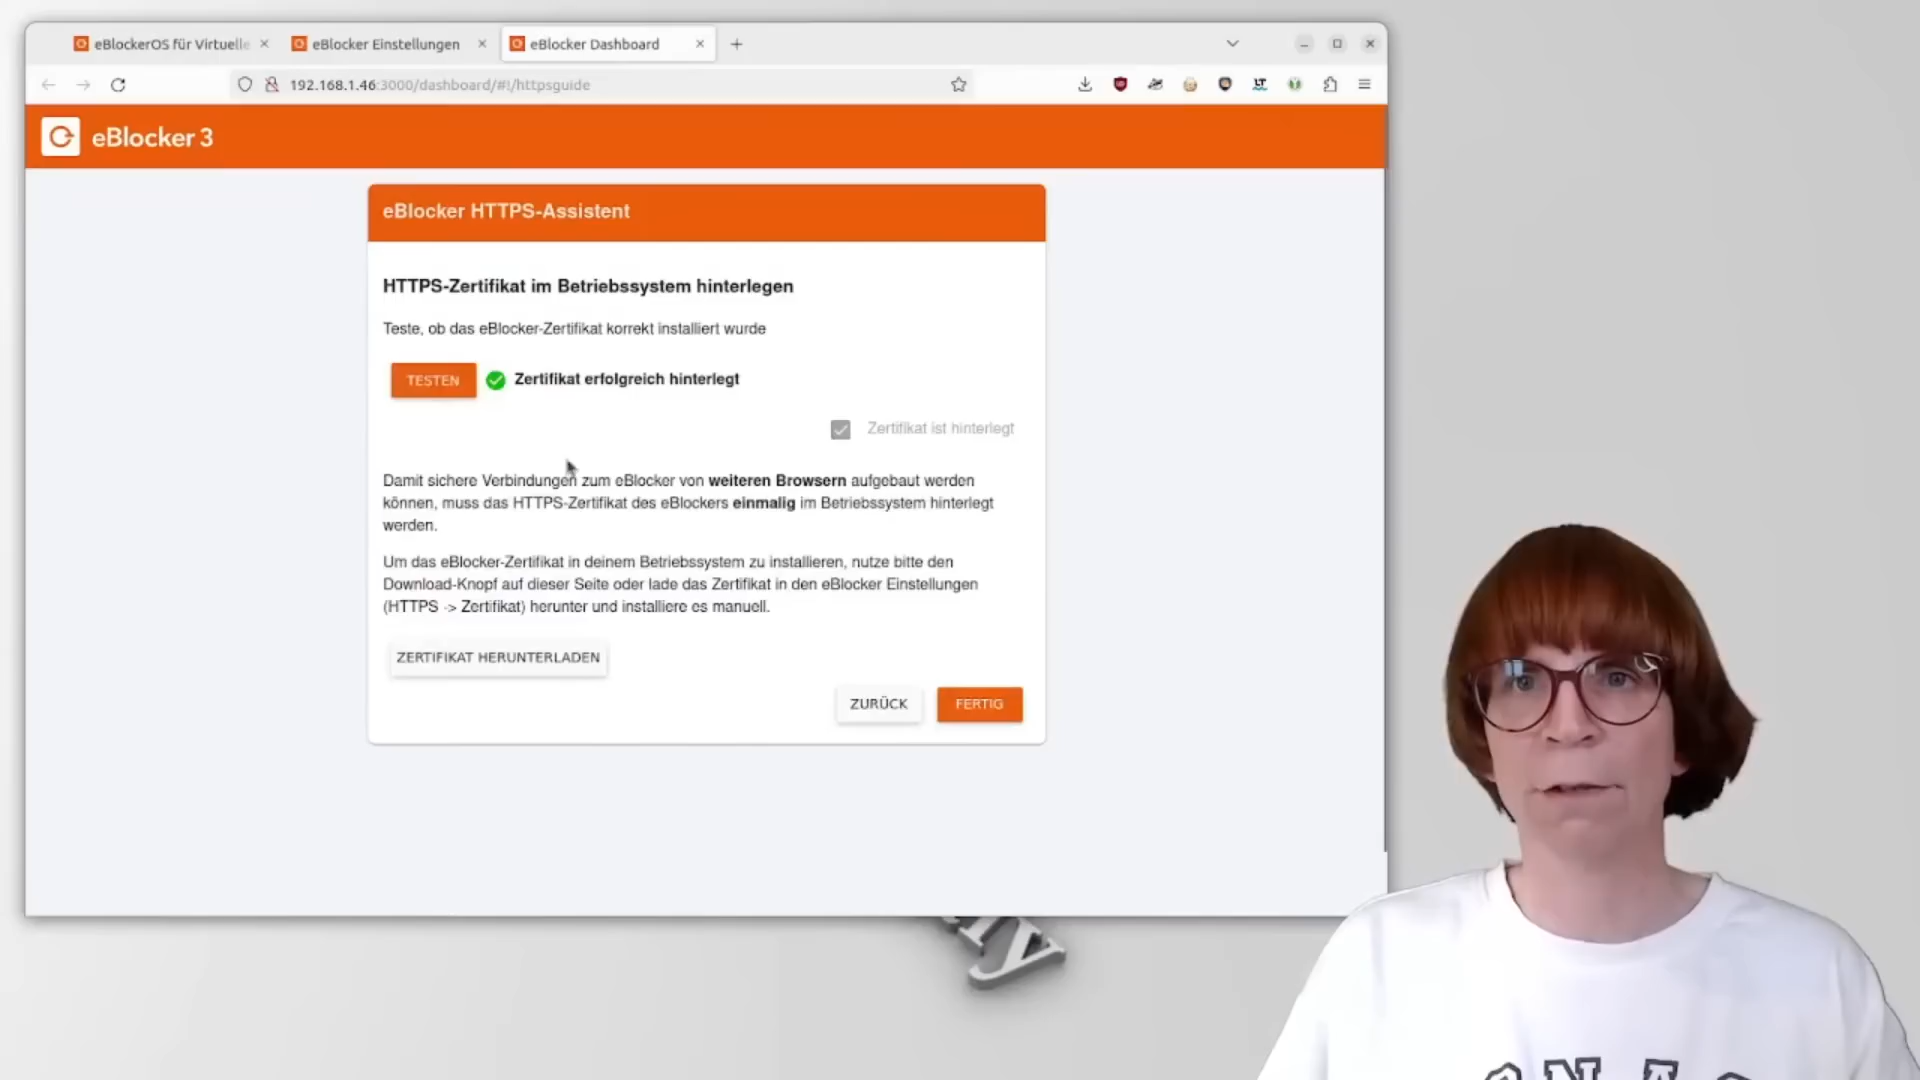 eBlockerOS für Virtuelle
eBlocker Einstellungen
eBlocker Dashboard
192.168.1.46:3000/dashboard/#!/httpsguide
LT
eBlocker 3
eBlocker HTTPS-Assistent
HTTPS-Zertifikat im Betriebssystem hinterlegen
Teste, ob das eBlocker-Zertifikat korrekt installiert wurde
TESTEN
Zertifikat erfolgreich hinterlegt
Zertifikat ist hinterlegt
Damit sichere Verbindungen zum eBlocker von weiteren Browsern aufgebaut werden
können, muss das HTTPS-Zertifikat des eBlockers einmalig im Betriebssystem hinterlegt
werden.
Um das eBlocker-Zertifikat in deinem Betriebssystem zu installieren, nutze bitte den
Download-Knopf auf dieser Seite oder lade das Zertifikat in den eBlocker Einstellungen
(HTTPS -> Zertifikat) herunter und installiere es manuell.
ZERTIFIKAT HERUNTERLADEN
ZURÜCK
FERTIG